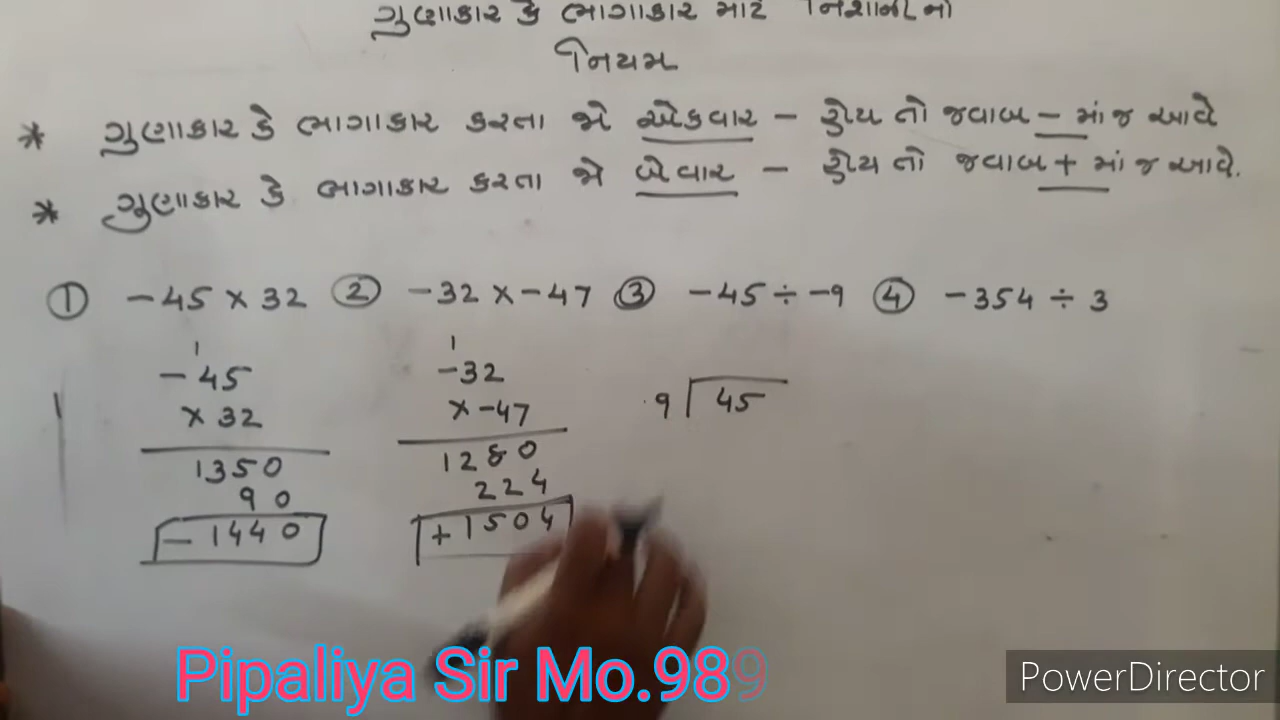 ગુણાકાર કે ભાગાકાર માટે નિશાની નો
નિયમ
* ગુણાકાર કે ભાગાકાર કરતા જો એકવાર - હોય તો જવાબ - માંજ આવે
* ગુણાકાર કે ભાગાકાર કરતા જો બેવાર - હોય તો જવાબ + માંજ આવે.
① -45 × 32 ② -32 × -47 ③ -45 ÷ -9 ④ -354 ÷ 3
1
-45
× 32
1350
90
-1440
1
-32
× -47
1280
224
+1504
9 45
Pipaliya Sir Mo.989
PowerDirector